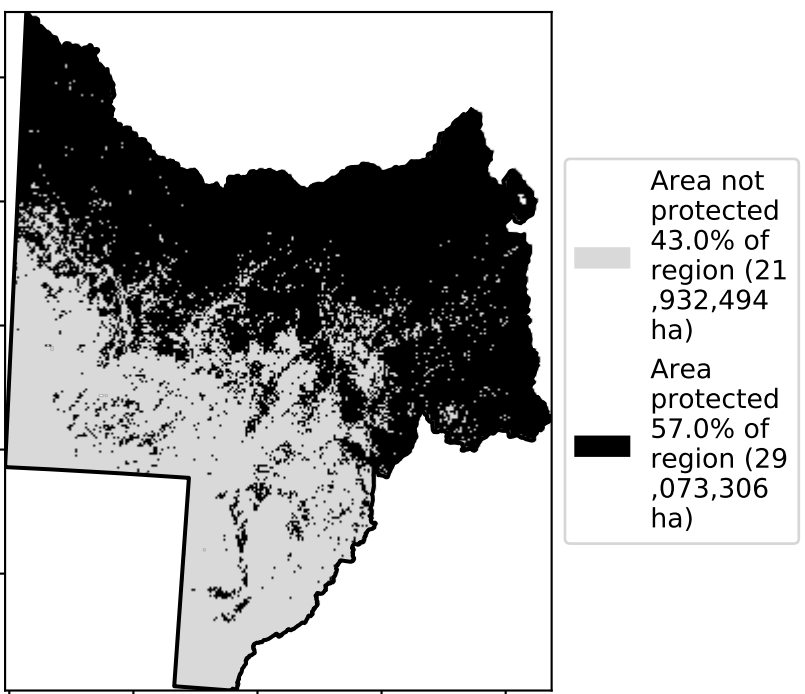 Area not
protected
43.0% of
region (21
,932,494
ha)
Area
protected
57.0% of
region (29
,073,306
ha)